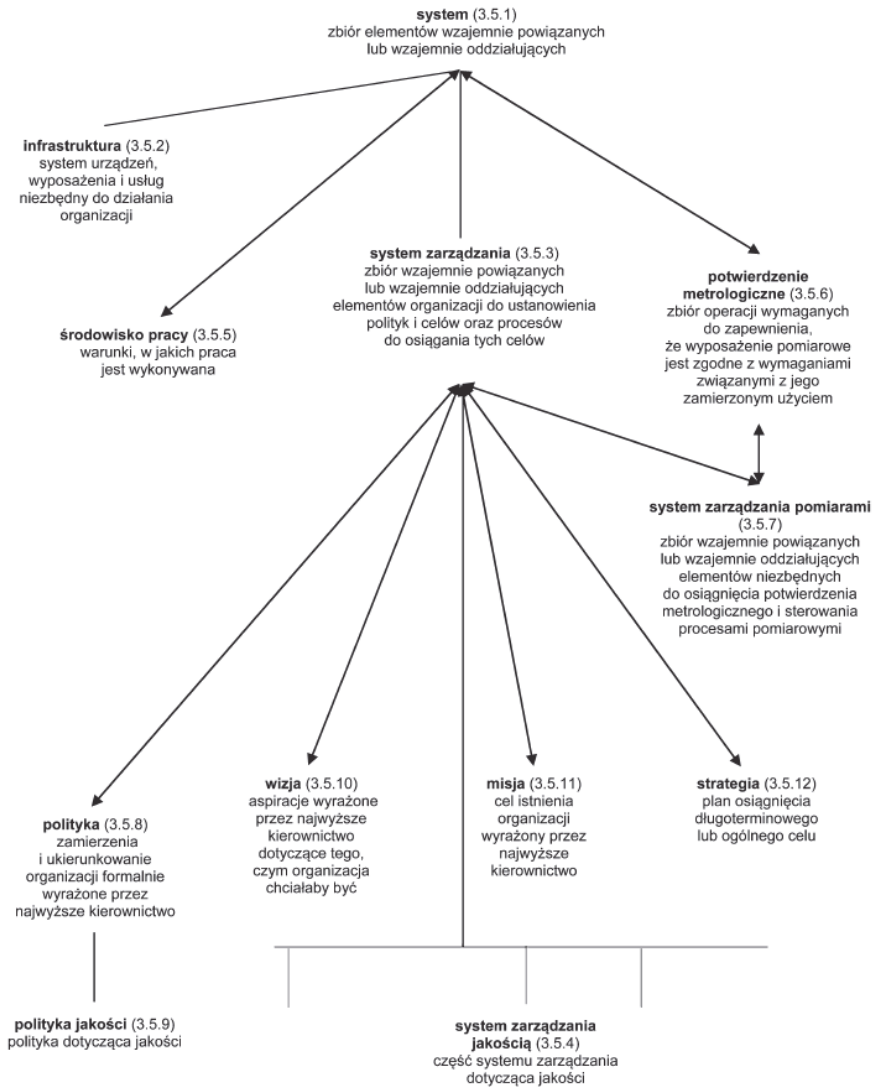 system (3.5.1)
zbiór elementów wzajemnie powiązanych
lub wzajemnie oddziałujących
infrastruktura (3.5.2)
system urządzeń,
wyposażenia i usług
niezbędny do działania
organizacji
system zarządzania (3.5.3)
zbiór wzajemnie powiązanych
lub wzajemnie oddziałujących
elementów organizacji do ustanowienia
polityk i celów oraz procesów
do osiągania tych celów
potwierdzenie
metrologiczne (3.5.6)
zbiór operacji wymaganych
do zapewnienia,
że wyposażenie pomiarowe
jest zgodne z wymaganiami
związanymi z jego
zamierzonym użyciem
środowisko pracy (3.5.5)
warunki, w jakich praca
jest wykonywana
system zarządzania pomiarami
(3.5.7)
zbiór wzajemnie powiązanych
lub wzajemnie oddziałujących
elementów niezbędnych
do osiągnięcia potwierdzenia
metrologicznego i sterowania
procesami pomiarowymi
polityka (3.5.8)
zamierzenia
i ukierunkowanie
organizacji formalnie
wyrażone przez
najwyższe kierownictwo
wizja (3.5.10)
aspiracje wyrażone
przez najwyższe
kierownictwo
dotyczące tego,
czym organizacja
chciałaby być
misja (3.5.11)
cel istnienia
organizacji
wyrażony przez
najwyższe
kierownictwo
strategia (3.5.12)
plan osiągnięcia
długoterminowego
lub ogólnego celu
polityka jakości (3.5.9)
polityka dotycząca jakości
system zarządzania
jakością (3.5.4)
część systemu zarządzania
dotycząca jakości